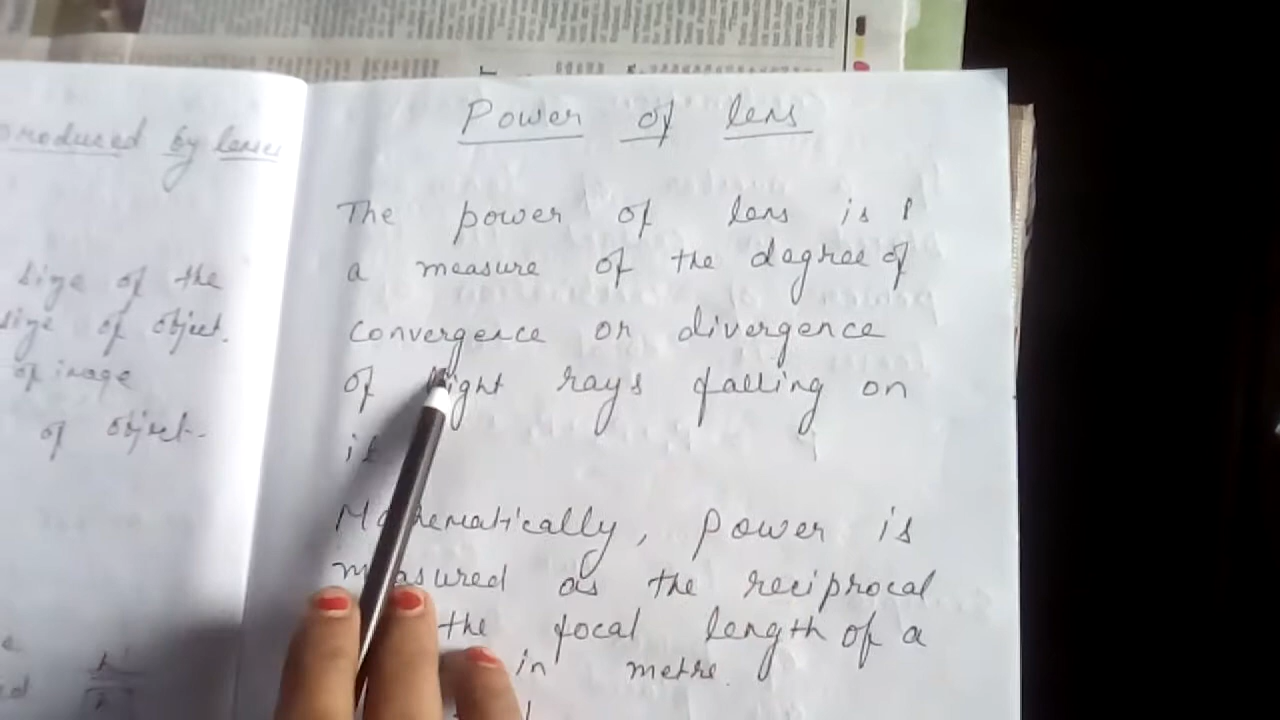 produced by lenses
size of the
size of object.
of image
of object.
h'
h
Power of lens
The power of lens is
a measure of the degree of
convergence or divergence
of light rays falling on
it
Mathematically, Power is
measured as the reciprocal
the focal length of a
in metre.